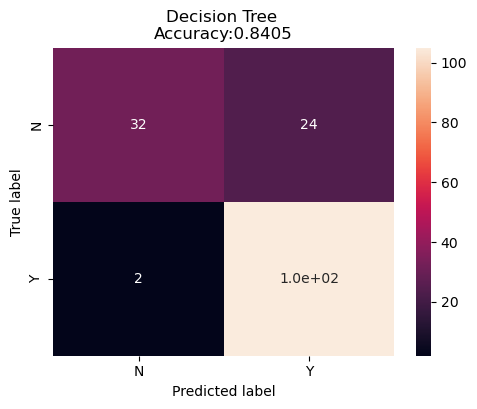 Decision Tree
Accuracy:0.8405
N
32
24
100
80
60
40
20
True label
Y
2
1.0e+02
N
Y
Predicted label